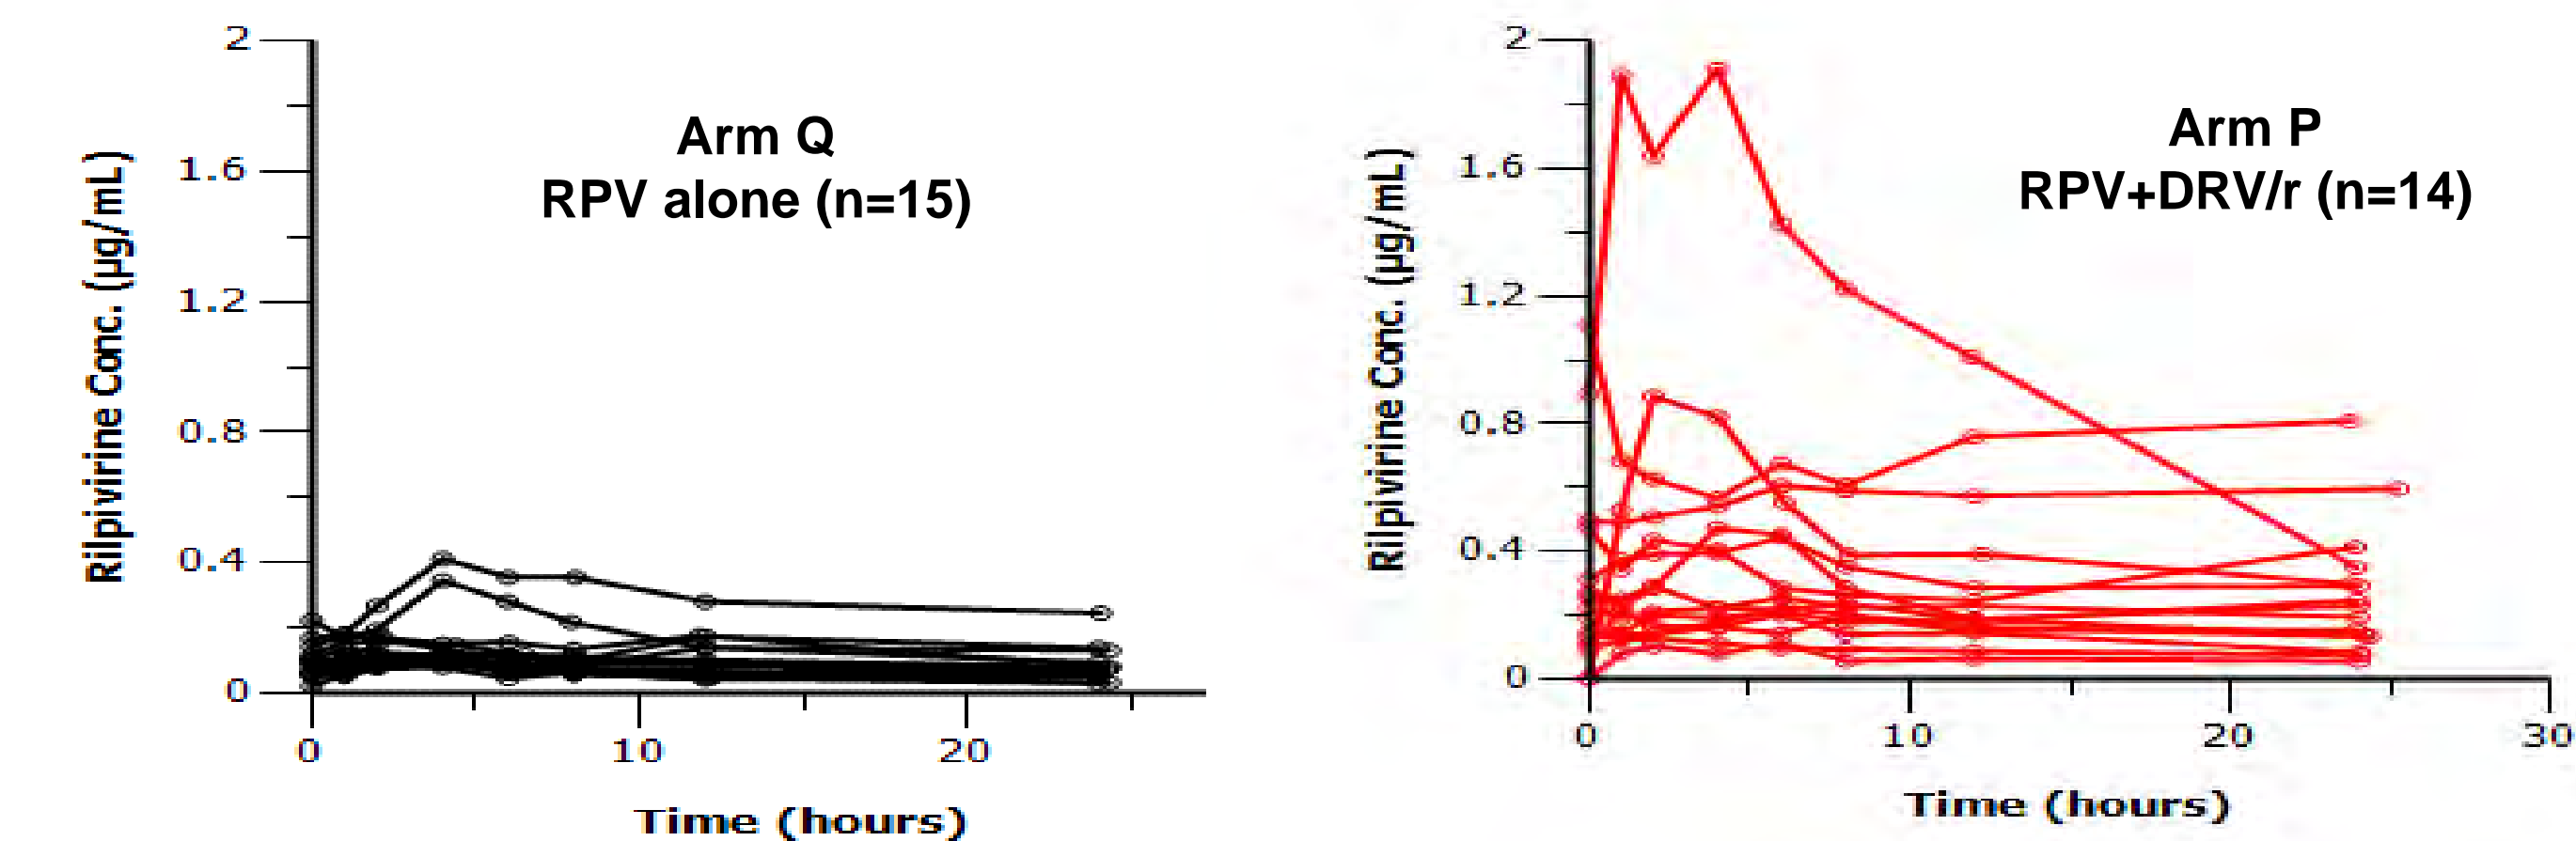 Arm Q
RPV alone (n=15)
Rilpivirine Conc. (µg/mL)
2
1.6
1.2
0.8
0.4
0
0
10
20
Time (hours)
Arm P
RPV+DRV/r (n=14)
Rilpivirine Conc. (µg/mL)
2
1.6
1.2
0.8
0.4
0
0
10
20
30
Time (hours)